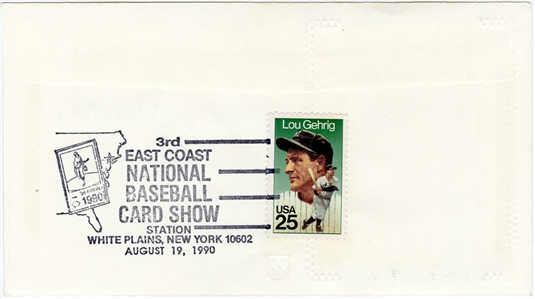 3rd
EAST COAST
NATIONAL
BASEBALL
CARD SHOW
STATION
WHITE PLAINS, NEW YORK 10602
AUGUST 19, 1990
1990
Lou Gehrig
USA
25